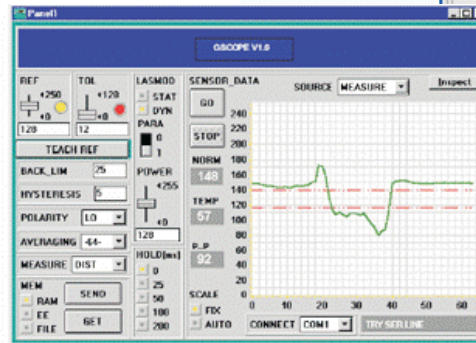 Panel1
GSCOPE V1.0
REF
TOL
LASMOD
SENSOR_DATA
SOURCE
MEASURE
Inspect
+250
+0
128
+120
+0
12
STAT
DYN
PARA
0
1
GO
STOP
TEACH REF
BACK_LIM
25
HYSTERESIS
5
POLARITY
LO
AVERAGING
-64-
MEASURE
DIST
MEM
RAM
EE
FILE
SEND
GET
POWER
+255
+0
128
HOLD[ms]
0
25
50
100
200
NORM
148
TEMP
57
P_P
92
SCALE
FIX
AUTO
240
220
200
180
160
140
120
100
80
60
40
20
0
0 10 20 30 40 50 60
CONNECT
COM1
TRY SER LINE